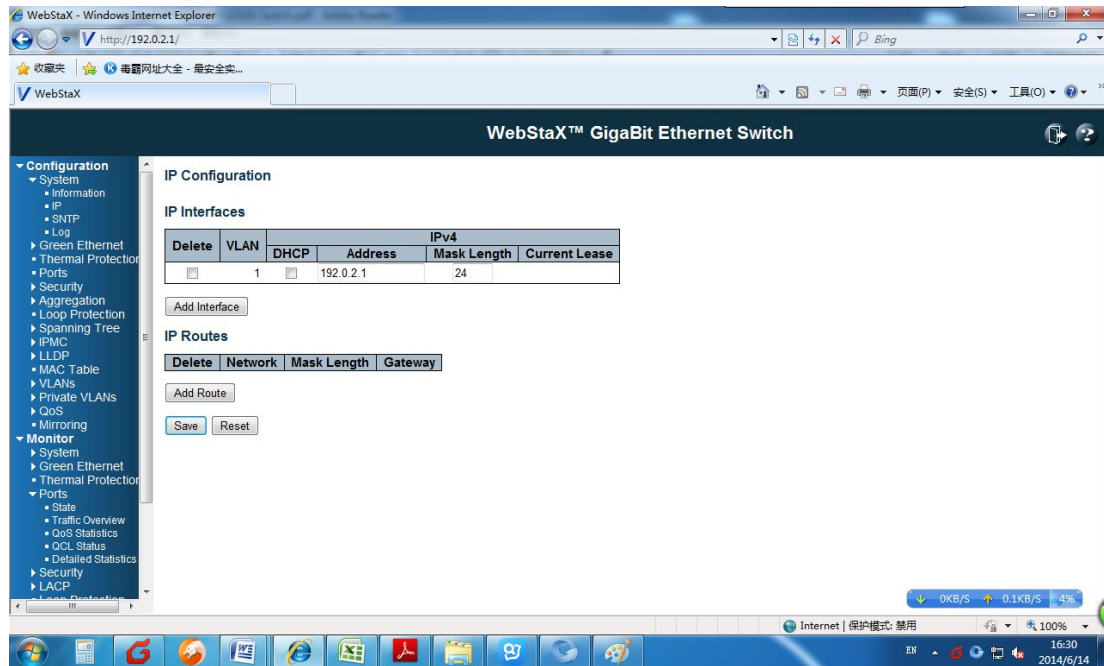 WebStaX - Windows Internet Explorer
http://192.0.2.1/
Bing
收藏夹 毒霸网址大全 - 最安全实...
WebStaX
页面(P) 安全(S) 工具(O)
WebStaX™ GigaBit Ethernet Switch
Configuration
System
Information
IP
SNTP
Log
Green Ethernet
Thermal Protection
Ports
Security
Aggregation
Loop Protection
Spanning Tree
IPMC
LLDP
MAC Table
VLANs
Private VLANs
QoS
Mirroring
Monitor
System
Green Ethernet
Thermal Protection
Ports
State
Traffic Overview
QoS Statistics
QCL Status
Detailed Statistics
Security
LACP
Loop Protection
IP Configuration
IP Interfaces
Delete VLAN IPv4
DHCP Address Mask Length Current Lease
1 192.0.2.1 24
Add Interface
IP Routes
Delete Network Mask Length Gateway
Add Route
Save Reset
0KB/S 0.1KB/S 4%
Internet | 保护模式: 禁用 100%
EN 16:30
2014/6/14